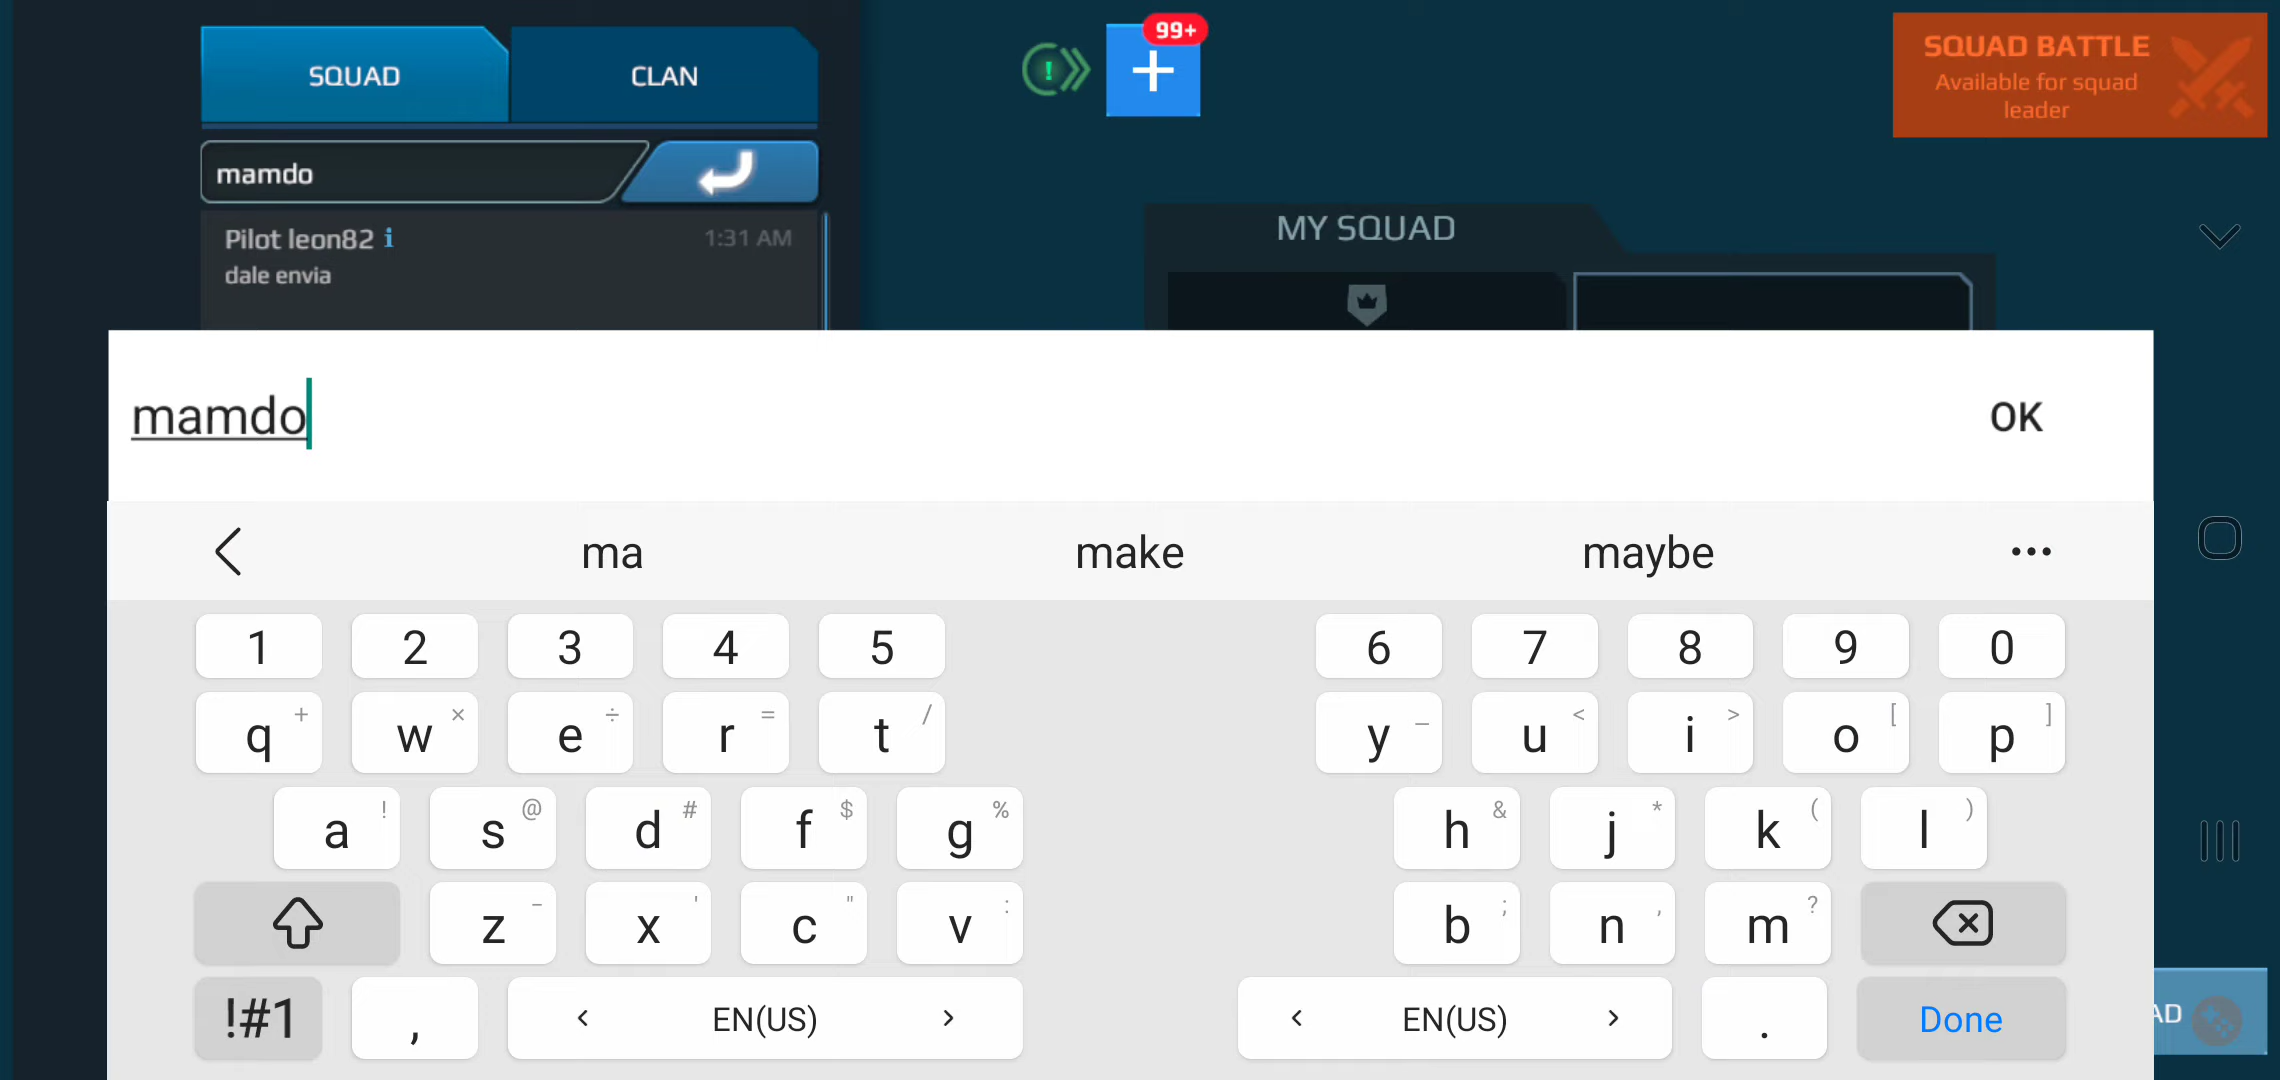 SQUAD
CLAN
99+
SQUAD BATTLE
Available for squad
leader
mamdo
Pilot leon82 i
1:31 AM
dale envia
MY SQUAD
mamdo
OK
ma
make
maybe
1 2 3 4 5 6 7 8 9 0
q + w × e ÷ r = t / y _ u < i > o [ p ]
a ! s @ d # f $ g % h & j * k ( l )
z - x ' c " v : b ; n , m ?
!#1 , < EN(US) > < EN(US) > . Done
AD